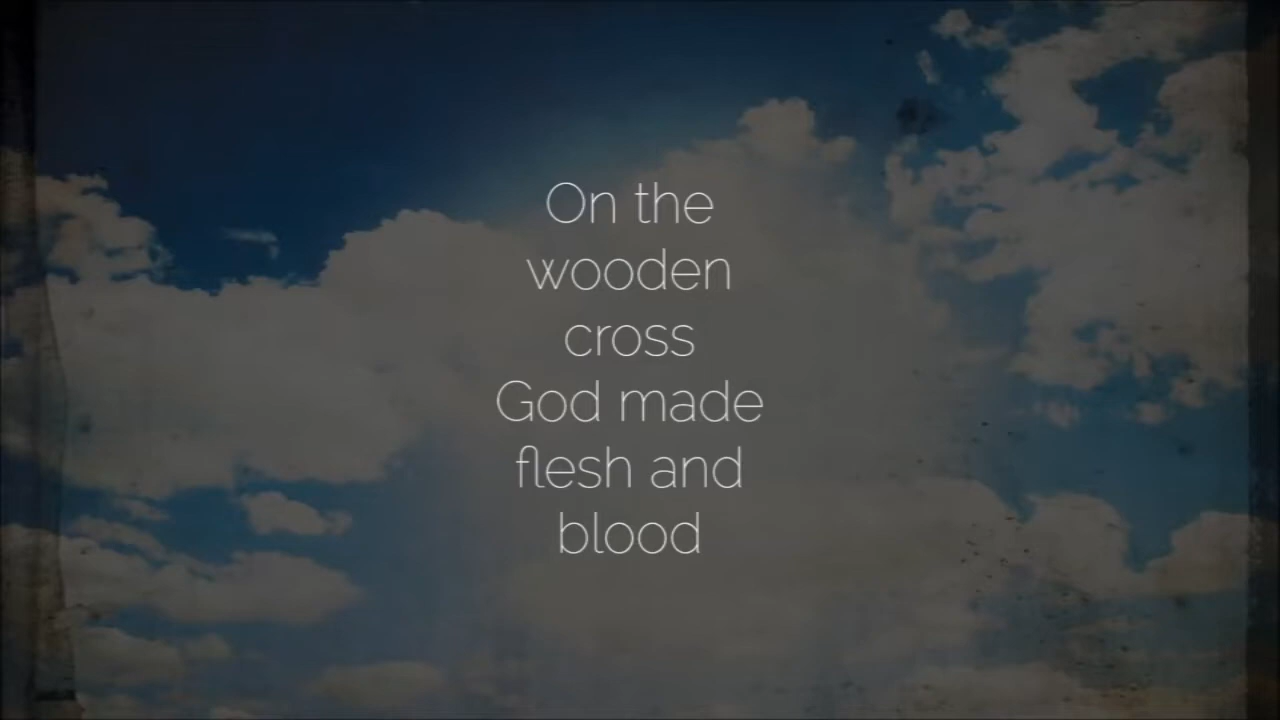 On the
wooden
cross
God made
flesh and
blood